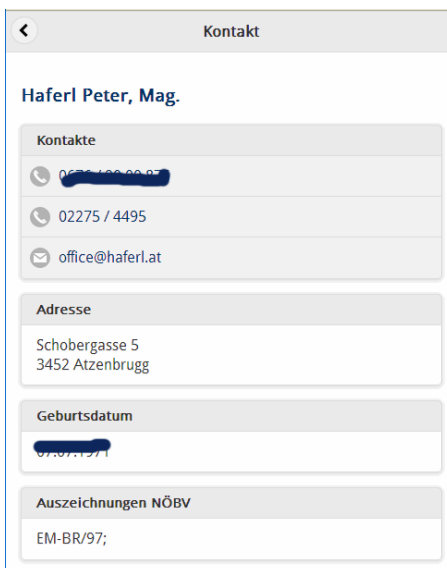 Kontakt
Haferl Peter, Mag.
Kontakte
02275 / 4495
office@haferl.at
Adresse
Schobergasse 5
3452 Atzenbrugg
Geburtsdatum
Auszeichnungen NÖBV
EM-BR/97;